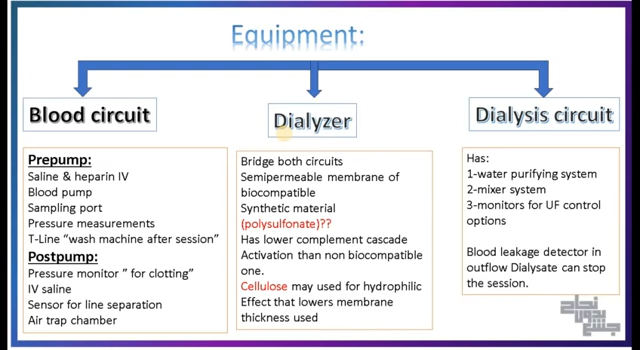 Equipment:
Blood circuit
Prepump:
Saline & heparin IV
Blood pump
Sampling port
Pressure measurements
T-Line “wash machine after session”
Postpump:
Pressure monitor ” for clotting”
IV saline
Sensor for line separation
Air trap chamber
Dialyzer
Bridge both circuits
Semipermeable membrane of
biocompatible
Synthetic material
(polysulfonate)??
Has lower complement cascade
Activation than non biocompatible
one.
Cellulose may used for hydrophilic
Effect that lowers membrane
thickness used
Dialysis circuit
Has:
1-water purifying system
2-mixer system
3-monitors for UF control
options
Blood leakage detector in
outflow Dialysate can stop
the session.